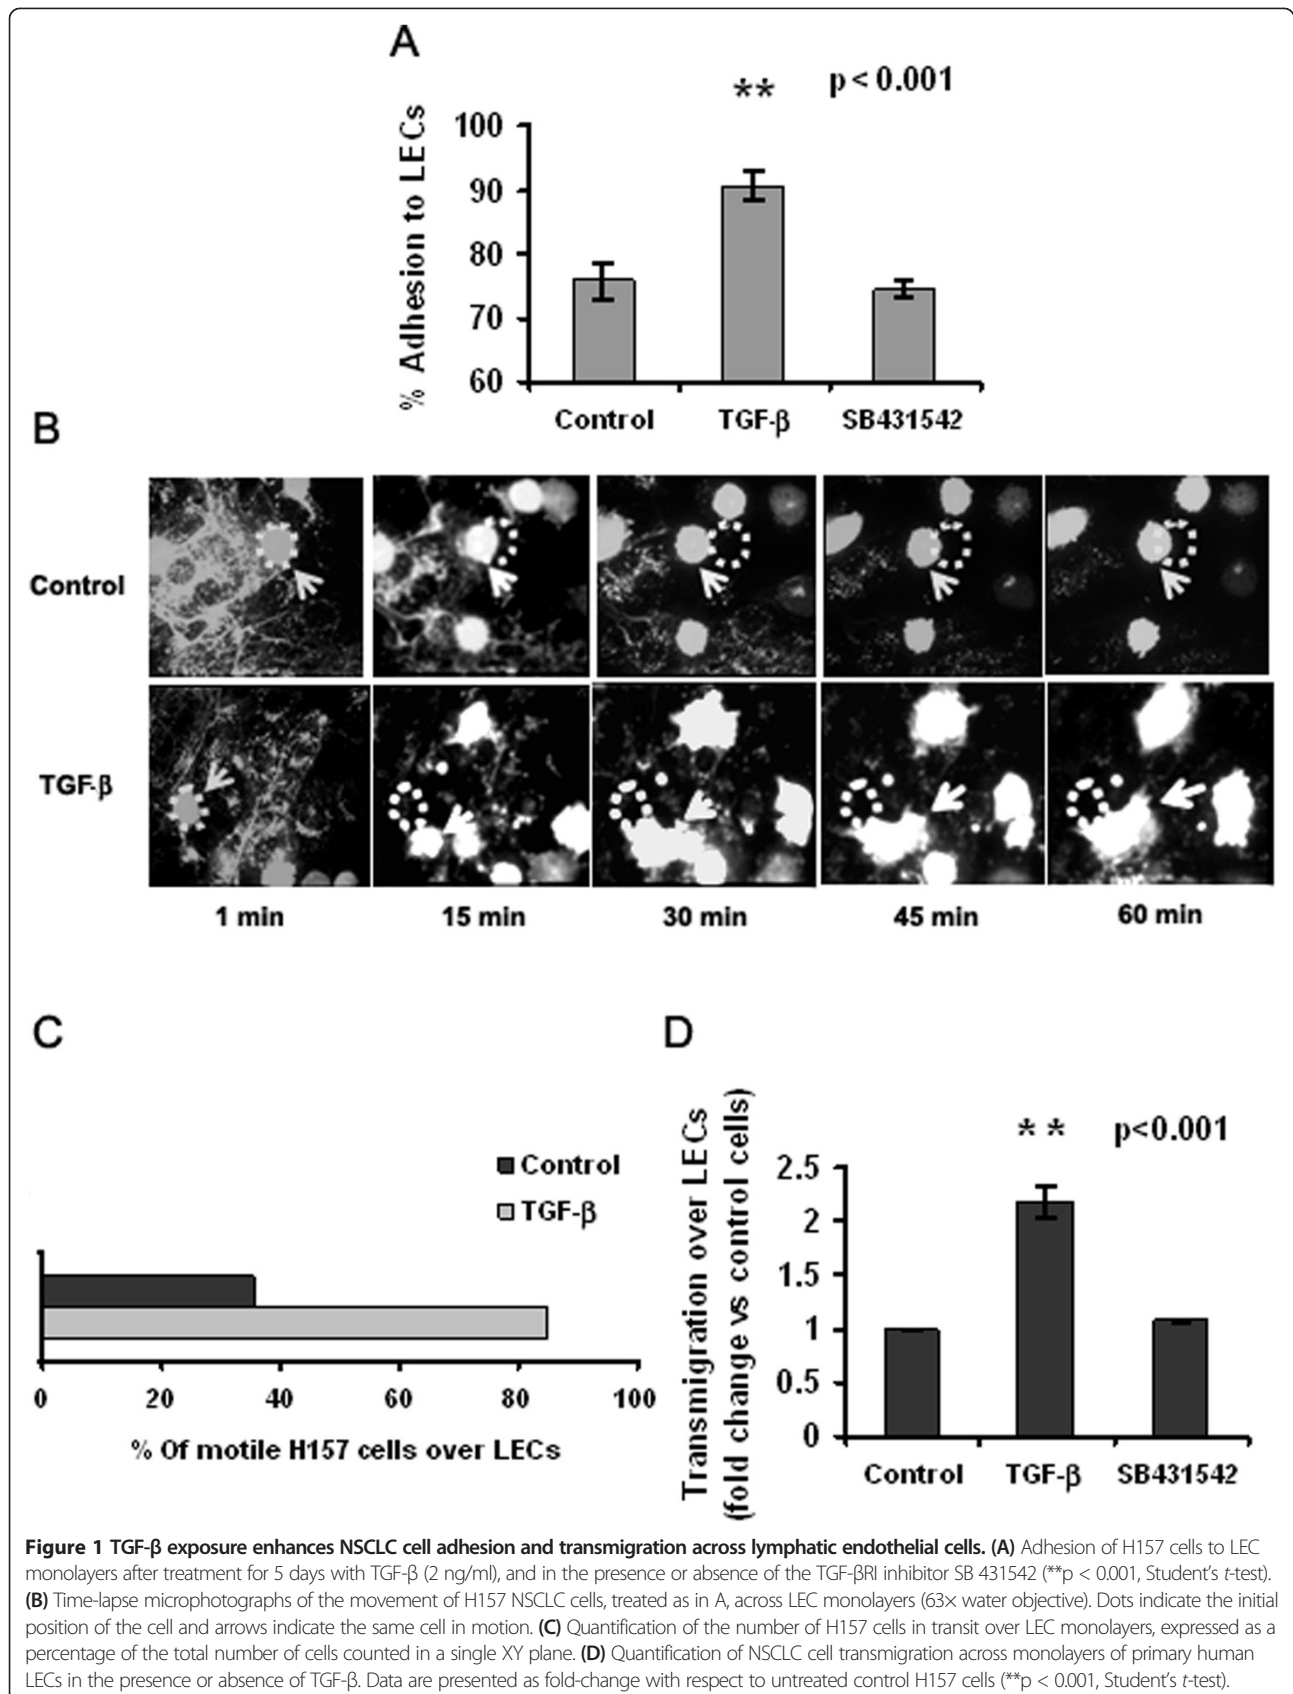 A
** p < 0.001
% Adhesion to LECs
100
90
80
70
60
Control TGF-β SB431542
B
Control
TGF-β
1 min 15 min 30 min 45 min 60 min
C
Control
TGF-β
0 20 40 60 80 100
% Of motile H157 cells over LECs
D
** p<0.001
Transmigration over LECs
(fold change vs control cells)
2.5
2
1.5
1
0.5
0
Control TGF-β SB431542
Figure 1 TGF-β exposure enhances NSCLC cell adhesion and transmigration across lymphatic endothelial cells. (A) Adhesion of H157 cells to LEC
monolayers after treatment for 5 days with TGF-β (2 ng/ml), and in the presence or absence of the TGF-βRI inhibitor SB 431542 (**p < 0.001, Student's t-test).
(B) Time-lapse microphotographs of the movement of H157 NSCLC cells, treated as in A, across LEC monolayers (63× water objective). Dots indicate the initial
position of the cell and arrows indicate the same cell in motion. (C) Quantification of the number of H157 cells in transit over LEC monolayers, expressed as a
percentage of the total number of cells counted in a single XY plane. (D) Quantification of NSCLC cell transmigration across monolayers of primary human
LECs in the presence or absence of TGF-β. Data are presented as fold-change with respect to untreated control H157 cells (**p < 0.001, Student's t-test).